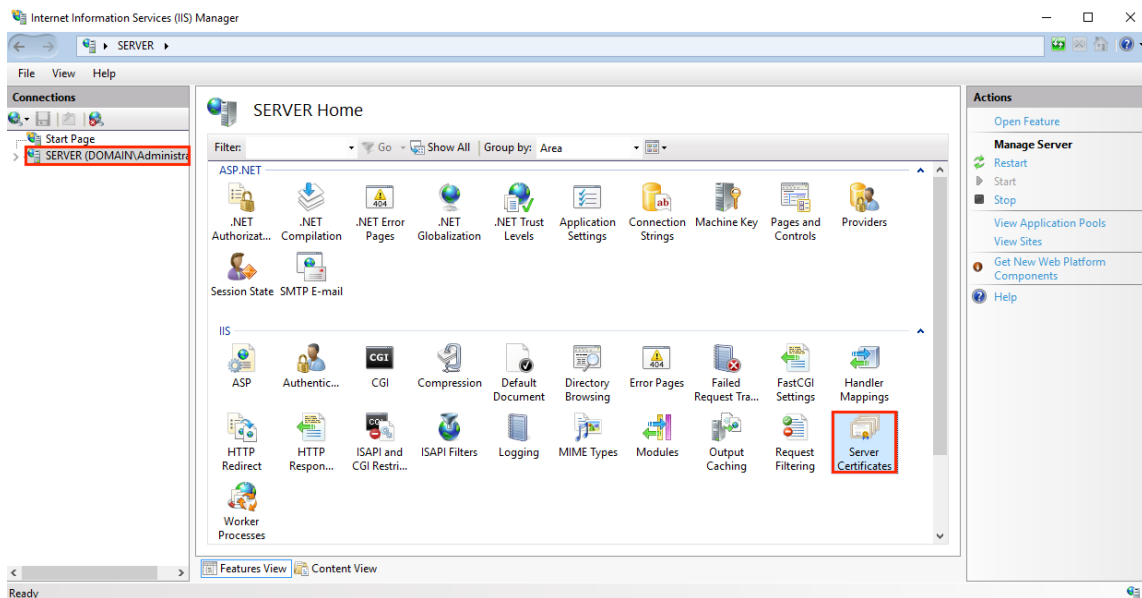 Internet Information Services (IIS) Manager
SERVER
File View Help
Connections
Start Page
SERVER (DOMAIN\Administra
SERVER Home
Filter: Go Show All Group by: Area
ASP.NET
.NET Authorizat...
.NET Compilation
.NET Error Pages
.NET Globalization
.NET Trust Levels
Application Settings
Connection Strings
Machine Key
Pages and Controls
Providers
Session State
SMTP E-mail
IIS
ASP
Authentic...
CGI
Compression
Default Document
Directory Browsing
Error Pages
Failed Request Tra...
FastCGI Settings
Handler Mappings
HTTP Redirect
HTTP Respon...
ISAPI and CGI Restri...
ISAPI Filters
Logging
MIME Types
Modules
Output Caching
Request Filtering
Server Certificates
Worker Processes
Features View Content View
Actions
Open Feature
Manage Server
Restart
Start
Stop
View Application Pools
View Sites
Get New Web Platform
Components
Help
Ready